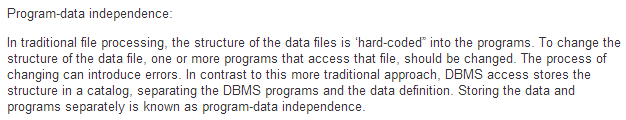 Program-data independence:
In traditional file processing, the structure of the data files is ‘hard-coded” into the programs. To change the
structure of the data file, one or more programs that access that file, should be changed. The process of
changing can introduce errors. In contrast to this more traditional approach, DBMS access stores the
structure in a catalog, separating the DBMS programs and the data definition. Storing the data and
programs separately is known as program-data independence.